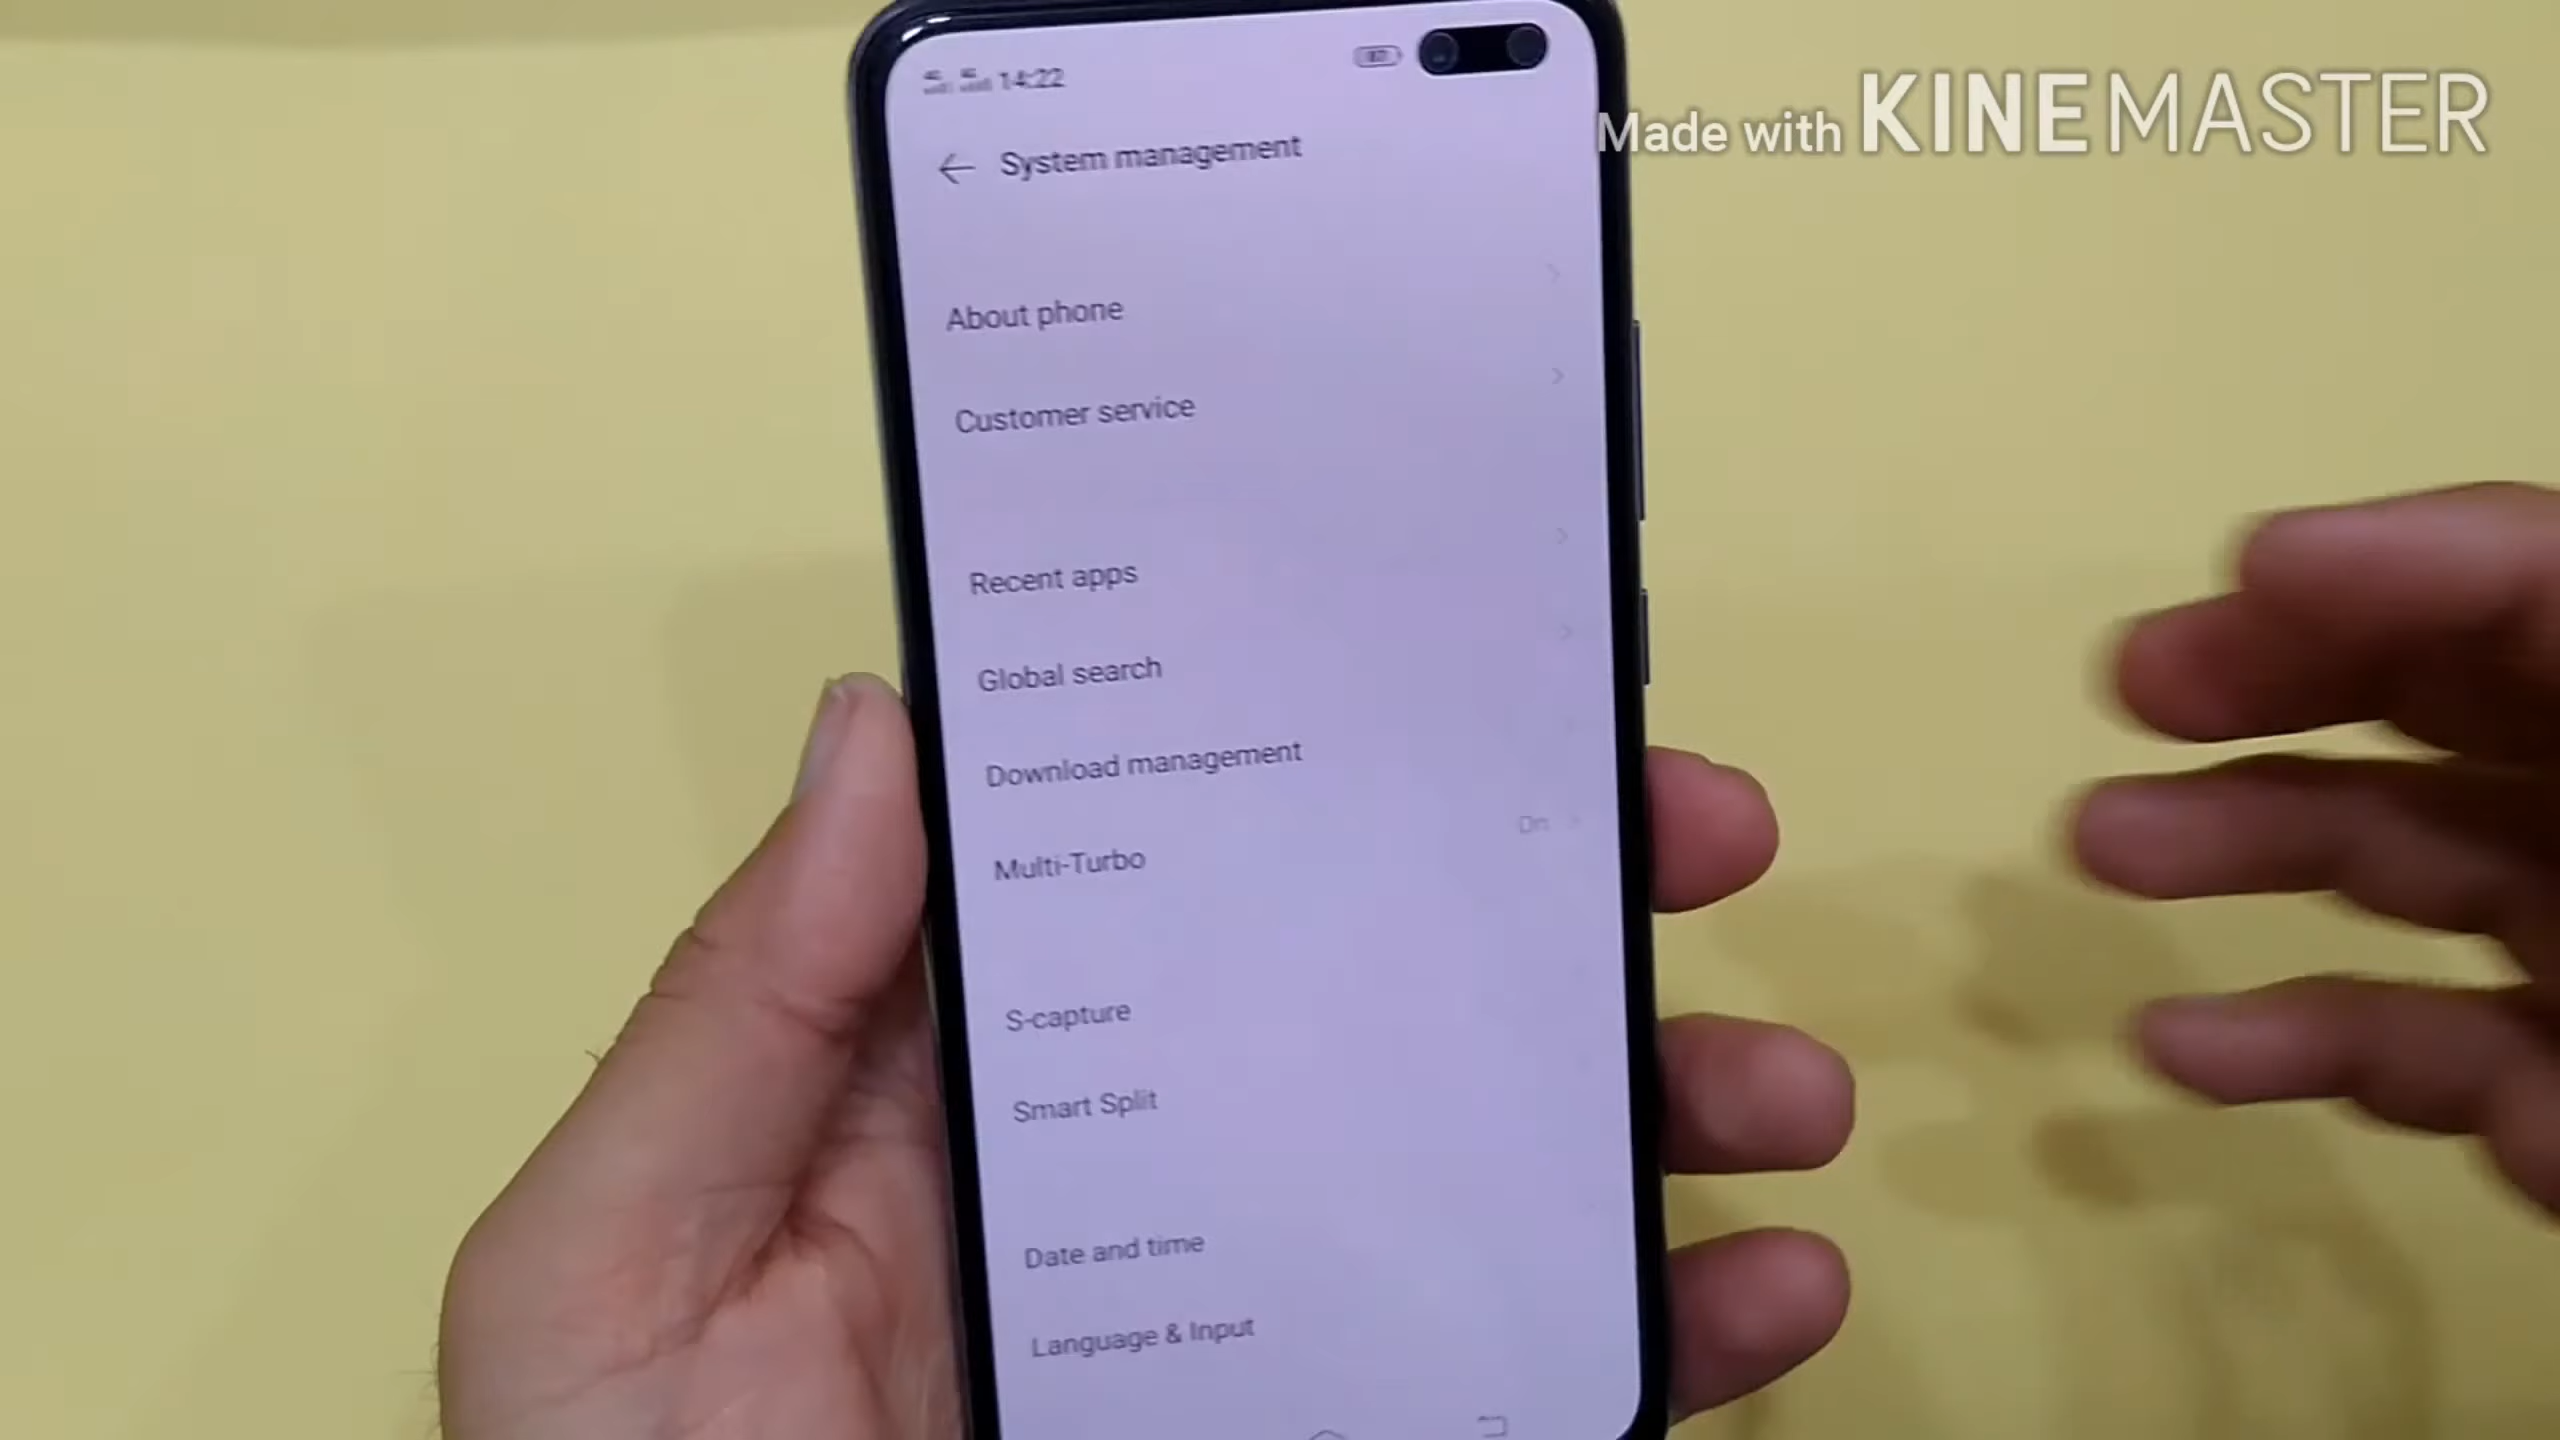 14:22
Made with KINEMASTER
System management
About phone
Customer service
Recent apps
Global search
Download management
Multi-Turbo
On
S-capture
Smart Split
Date and time
Language & Input